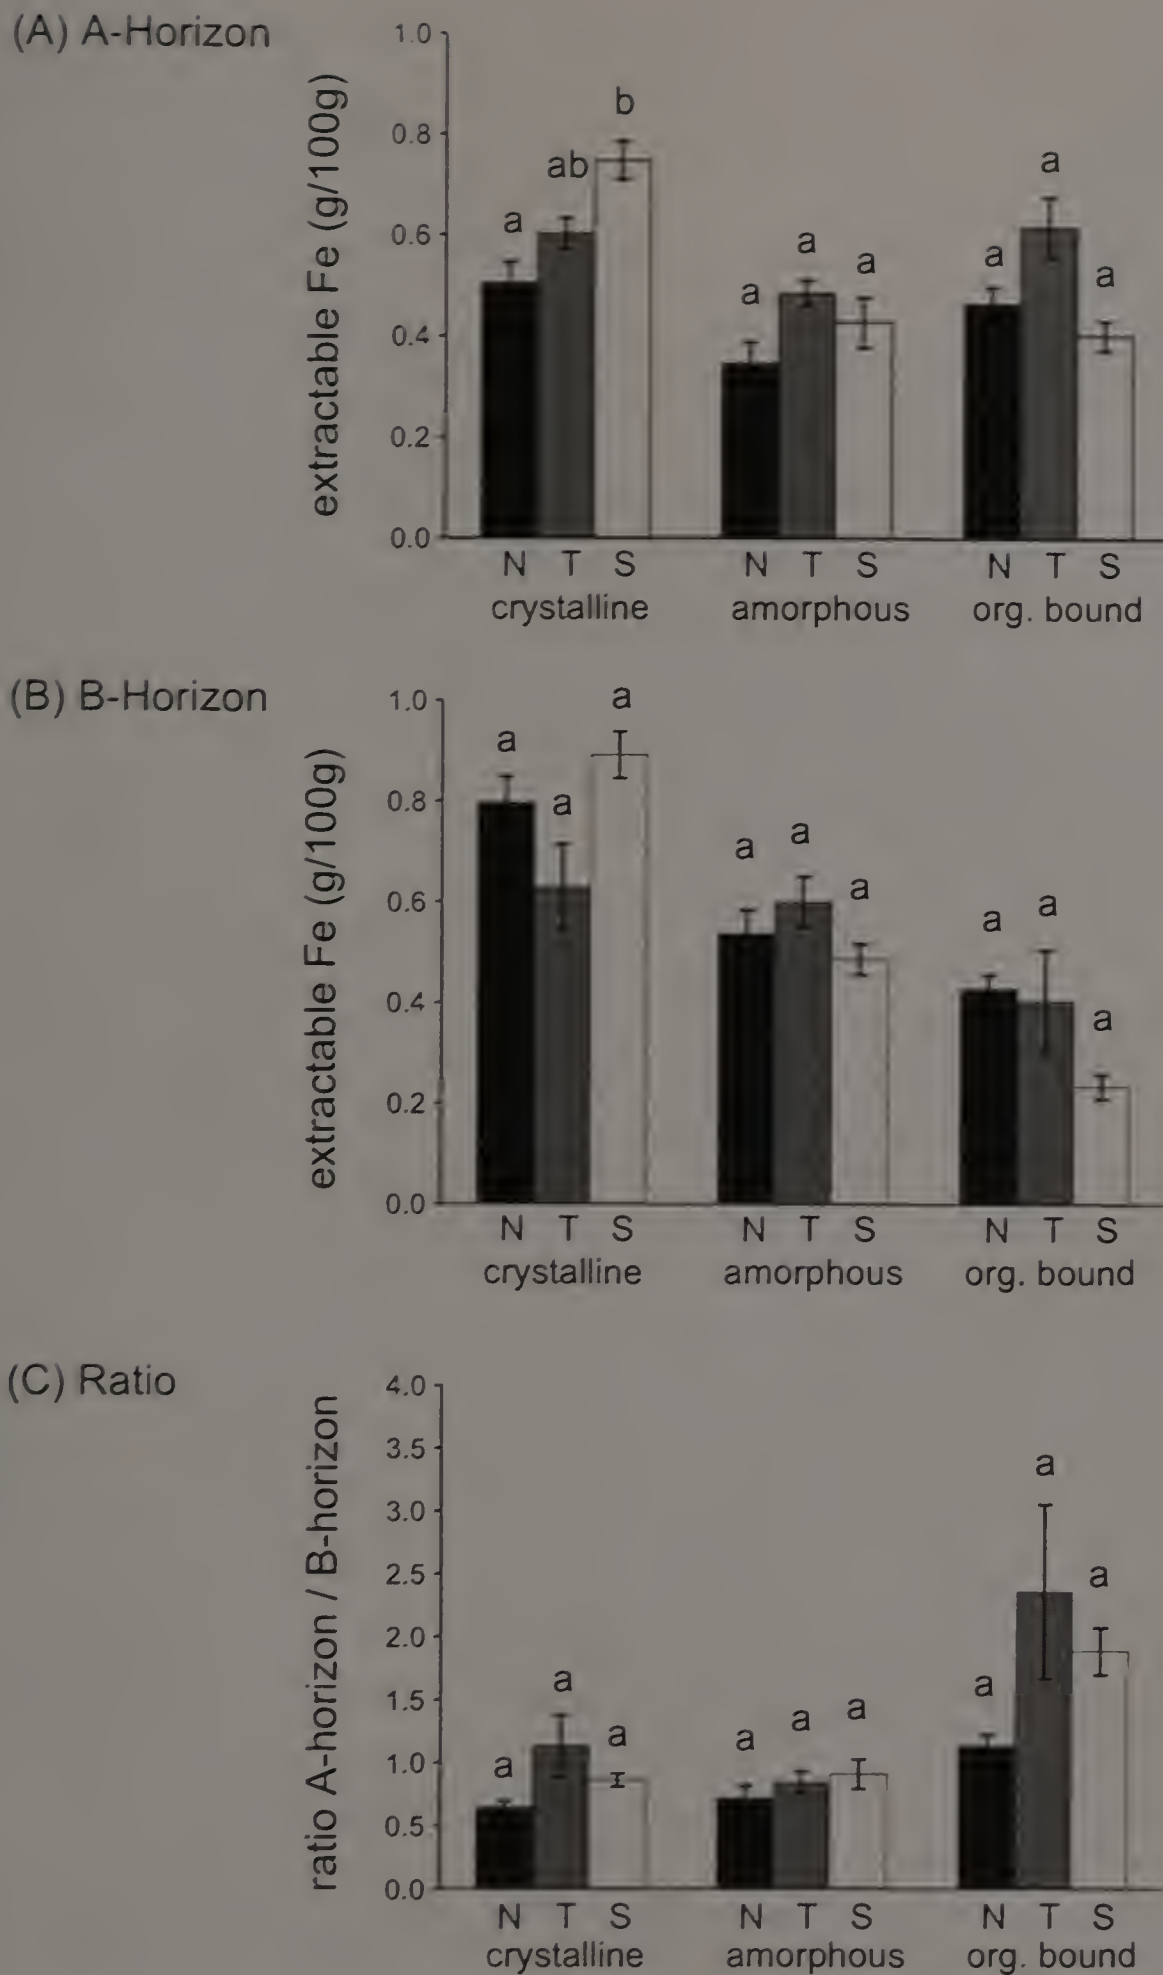 (A) A-Horizon
extractable Fe (g/100g)
1.0
0.8
0.6
0.4
0.2
0.0
a ab b
a a a
a a a
N T S N T S N T S
crystalline amorphous org. bound
(B) B-Horizon
extractable Fe (g/100g)
1.0
0.8
0.6
0.4
0.2
0.0
a a a
a a a
a a a
N T S N T S N T S
crystalline amorphous org. bound
(C) Ratio
ratio A-horizon / B-horizon
4.0
3.5
3.0
2.5
2.0
1.5
1.0
0.5
0.0
a a a
a a a
a a a
N T S N T S N T S
crystalline amorphous org. bound